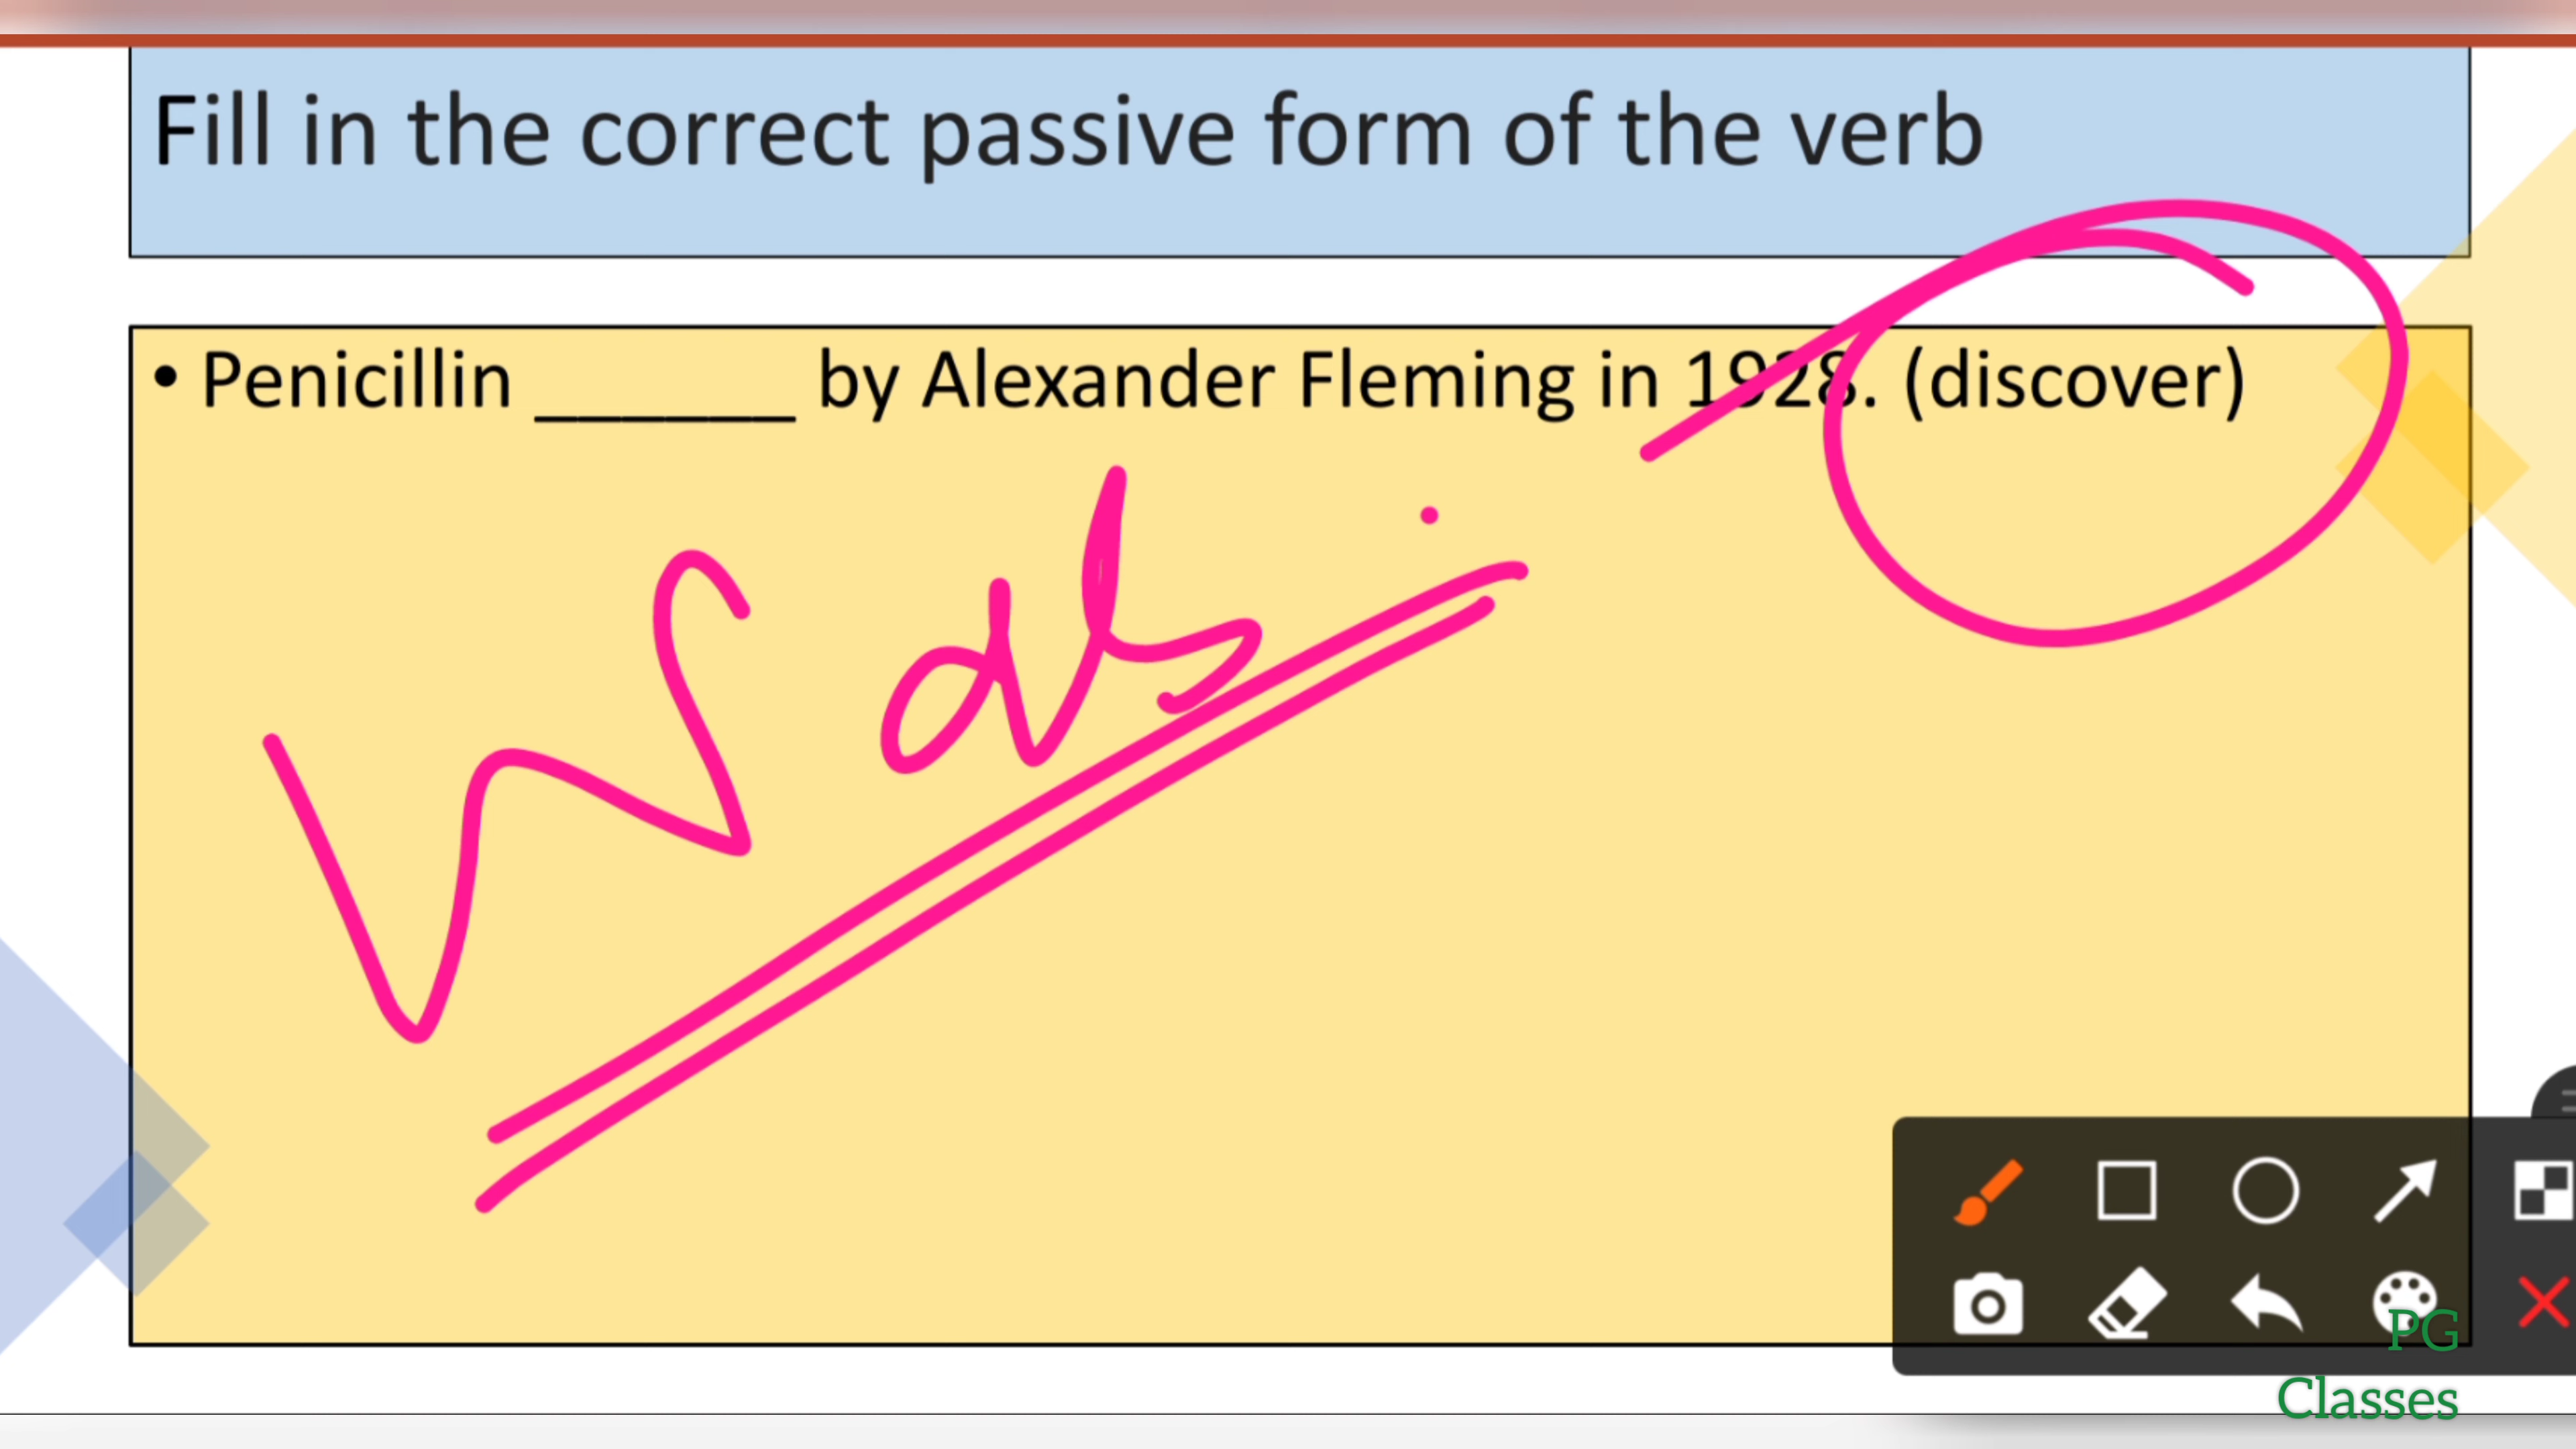 Fill in the correct passive form of the verb
• Penicillin ______ by Alexander Fleming in 1928. (discover)
Was
PG
Classes